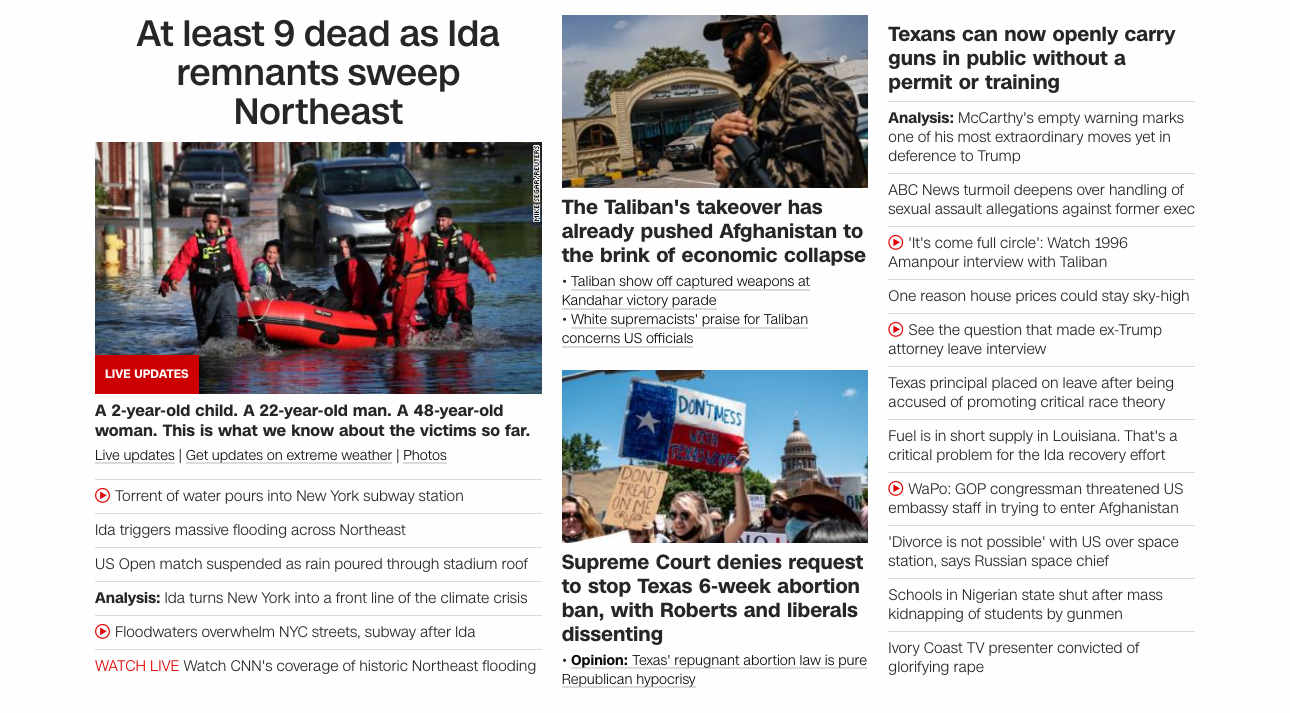 At least 9 dead as Ida
remnants sweep
Northeast
MIKE SEGAR/REUTERS
LIVE UPDATES
A 2-year-old child. A 22-year-old man. A 48-year-old
woman. This is what we know about the victims so far.
Live updates | Get updates on extreme weather | Photos
Torrent of water pours into New York subway station
Ida triggers massive flooding across Northeast
US Open match suspended as rain poured through stadium roof
Analysis: Ida turns New York into a front line of the climate crisis
Floodwaters overwhelm NYC streets, subway after Ida
WATCH LIVE Watch CNN's coverage of historic Northeast flooding
The Taliban's takeover has
already pushed Afghanistan to
the brink of economic collapse
• Taliban show off captured weapons at
Kandahar victory parade
• White supremacists' praise for Taliban
concerns US officials
DON'T MESS
WITH
TEXAS WOMEN
DON'T
TREAD
ON ME
Supreme Court denies request
to stop Texas 6-week abortion
ban, with Roberts and liberals
dissenting
• Opinion: Texas' repugnant abortion law is pure
Republican hypocrisy
Texans can now openly carry
guns in public without a
permit or training
Analysis: McCarthy's empty warning marks
one of his most extraordinary moves yet in
deference to Trump
ABC News turmoil deepens over handling of
sexual assault allegations against former exec
'It's come full circle': Watch 1996
Amanpour interview with Taliban
One reason house prices could stay sky-high
See the question that made ex-Trump
attorney leave interview
Texas principal placed on leave after being
accused of promoting critical race theory
Fuel is in short supply in Louisiana. That's a
critical problem for the Ida recovery effort
WaPo: GOP congressman threatened US
embassy staff in trying to enter Afghanistan
'Divorce is not possible' with US over space
station, says Russian space chief
Schools in Nigerian state shut after mass
kidnapping of students by gunmen
Ivory Coast TV presenter convicted of
glorifying rape